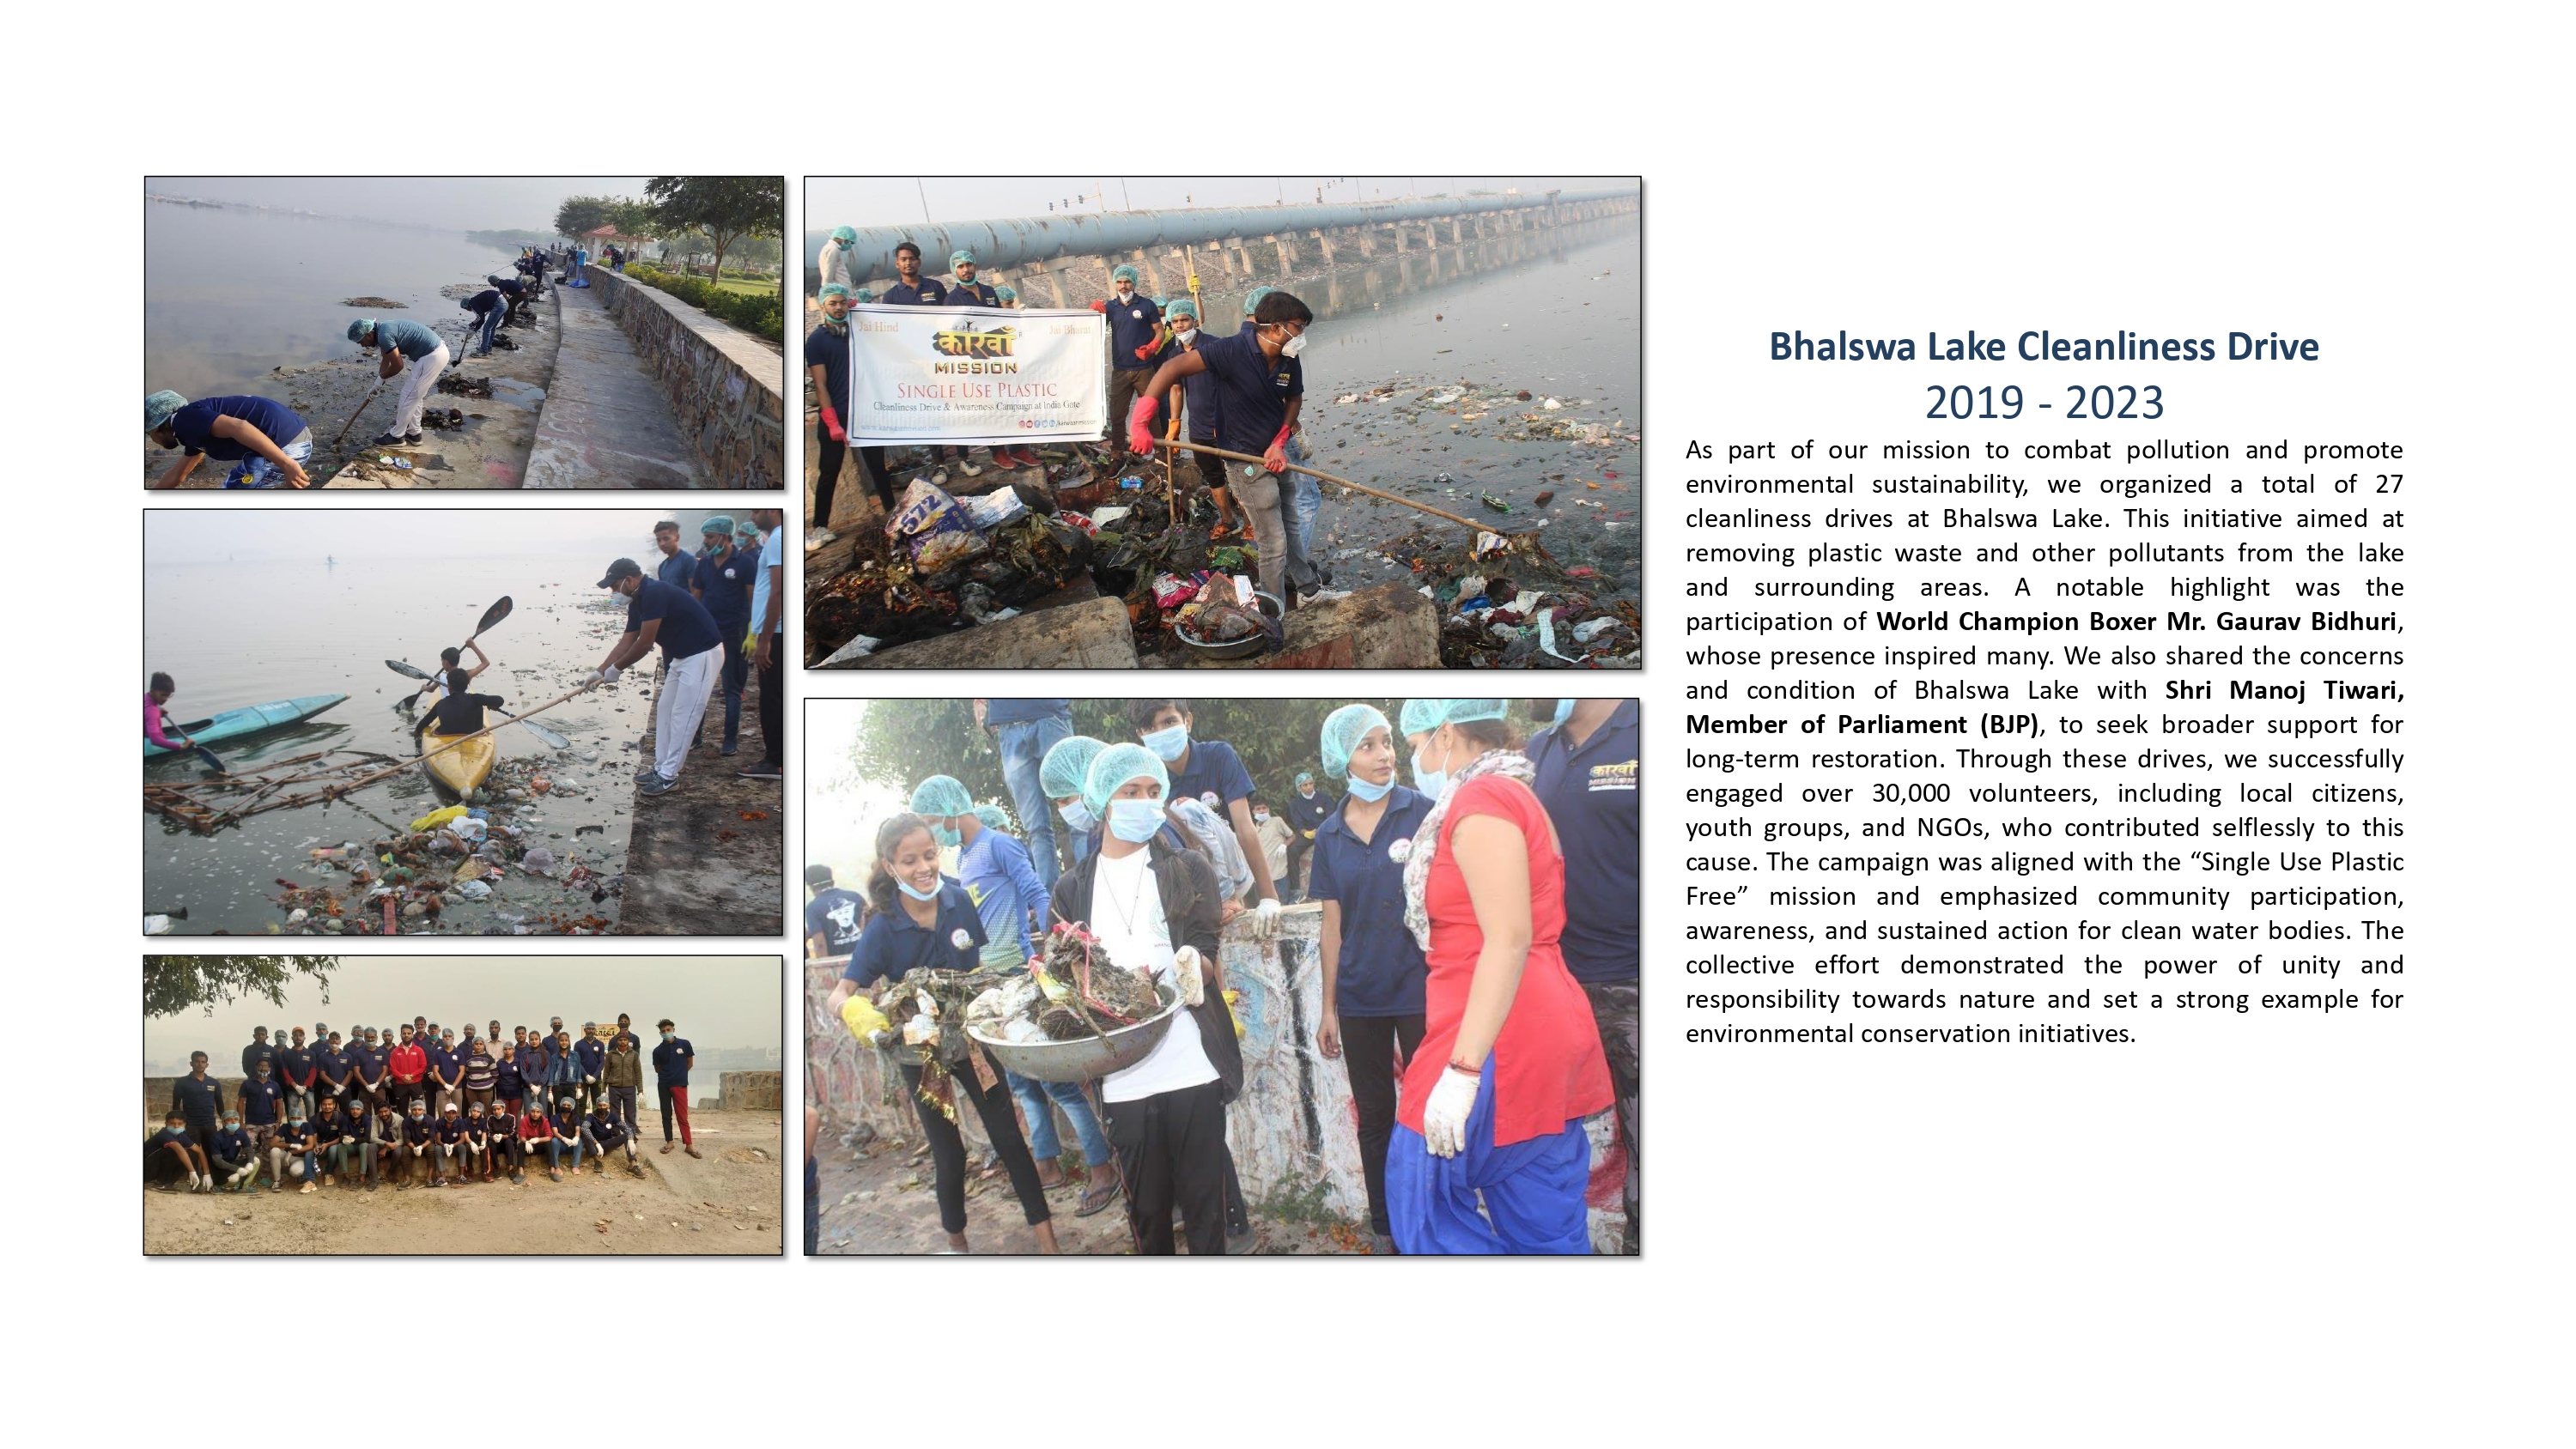 Jai Hind
Jai Bharat
कारवाँ
MISSION
SINGLE USE PLASTIC
Cleanliness Drive & Awareness Campaign at India Gate
572
कारवाँ
MISSION
Bhalswa Lake Cleanliness Drive
2019 - 2023
As part of our mission to combat pollution and promote
environmental sustainability, we organized a total of 27
cleanliness drives at Bhalswa Lake. This initiative aimed at
removing plastic waste and other pollutants from the lake
and surrounding areas. A notable highlight was the
participation of World Champion Boxer Mr. Gaurav Bidhuri,
whose presence inspired many. We also shared the concerns
and condition of Bhalswa Lake with Shri Manoj Tiwari,
Member of Parliament (BJP), to seek broader support for
long-term restoration. Through these drives, we successfully
engaged over 30,000 volunteers, including local citizens,
youth groups, and NGOs, who contributed selflessly to this
cause. The campaign was aligned with the “Single Use Plastic
Free” mission and emphasized community participation,
awareness, and sustained action for clean water bodies. The
collective effort demonstrated the power of unity and
responsibility towards nature and set a strong example for
environmental conservation initiatives.